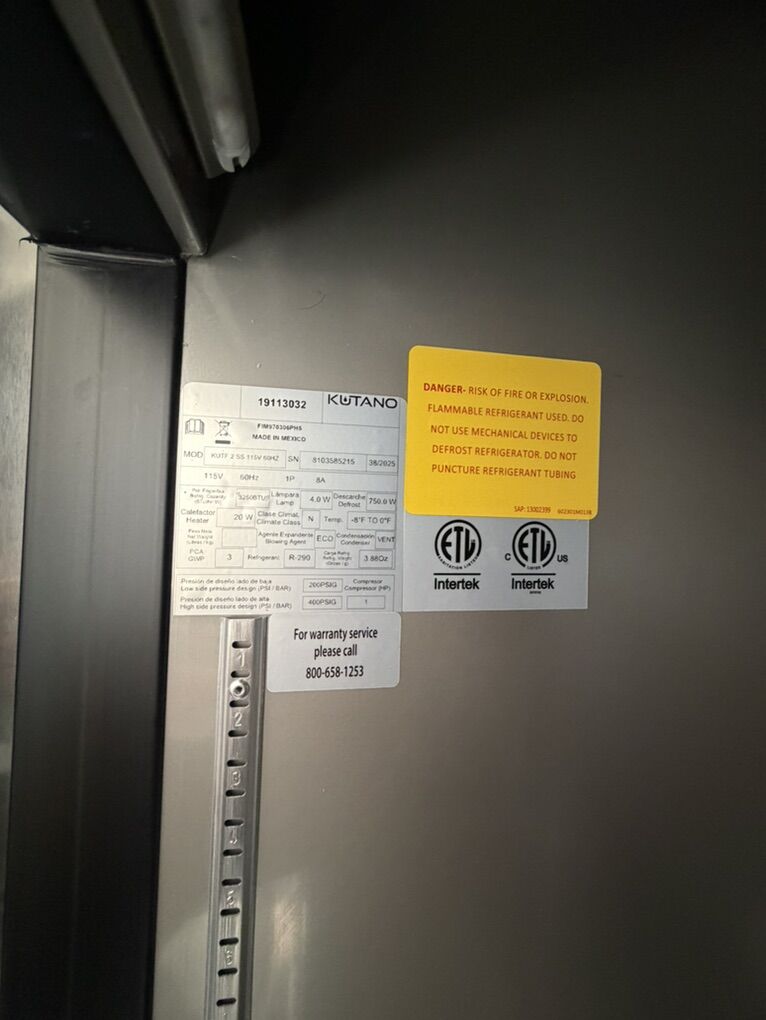 19113032
KUTANO
FIM970306PH5
MADE IN MEXICO
MOD KUTF 2 SS 115V 60HZ SN 8103585215 38/2025
115V 60Hz 1P 8A
3250BTU Lámpara Lamp 4.0 W Descarche Defrost 750.0 W
Calefactor Heater 20 W Clase Climat. Climate Class N Temp. -8°F TO 0°F
Agente Expandente Blowing Agent ECO Condensación Condenser VENT
GWP 3 Refrigerant R-290 3.88Oz
Presión de diseño lado de baja
Low side pressure design (PSI / BAR) 200PSIG Compresor Compressor (HP)
Presión de diseño lado de alta
High side pressure design (PSI / BAR) 400PSIG 1
DANGER- RISK OF FIRE OR EXPLOSION.
FLAMMABLE REFRIGERANT USED. DO
NOT USE MECHANICAL DEVICES TO
DEFROST REFRIGERATOR. DO NOT
PUNCTURE REFRIGERANT TUBING
SAP: 13002399 602301M0138
ETL
SANITATION LISTED
Intertek
C ETL US
LISTED
Intertek
For warranty service
please call
800-658-1253
1
2
3
4
5
6